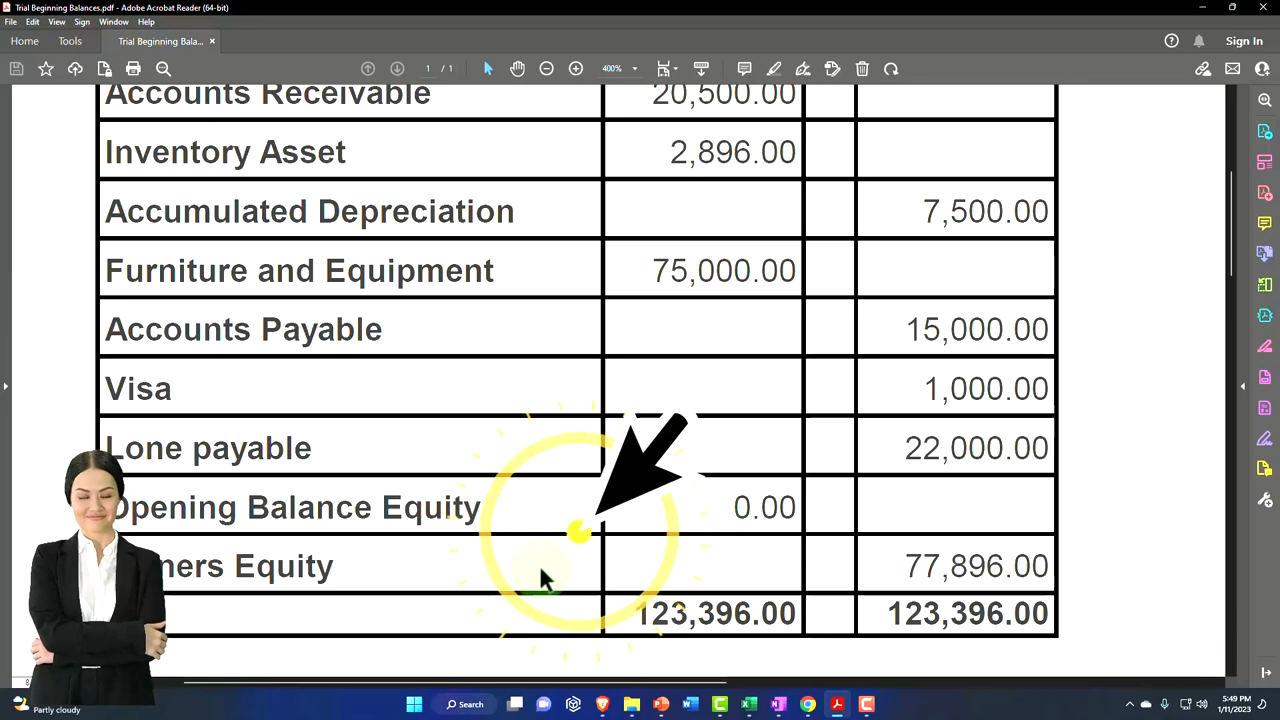 Trial Beginning Balances.pdf - Adobe Acrobat Reader (64-bit)
File Edit View Sign Window Help
Home Tools Trial Beginning Bala... × Sign In
1 / 1 400%
Accounts Receivable 20,500.00
Inventory Asset 2,896.00
Accumulated Depreciation 7,500.00
Furniture and Equipment 75,000.00
Accounts Payable 15,000.00
Visa 1,000.00
Lone payable 22,000.00
Opening Balance Equity 0.00
ners Equity 77,896.00
123,396.00 123,396.00
Partly cloudy
Search
5:49 PM
1/11/2023